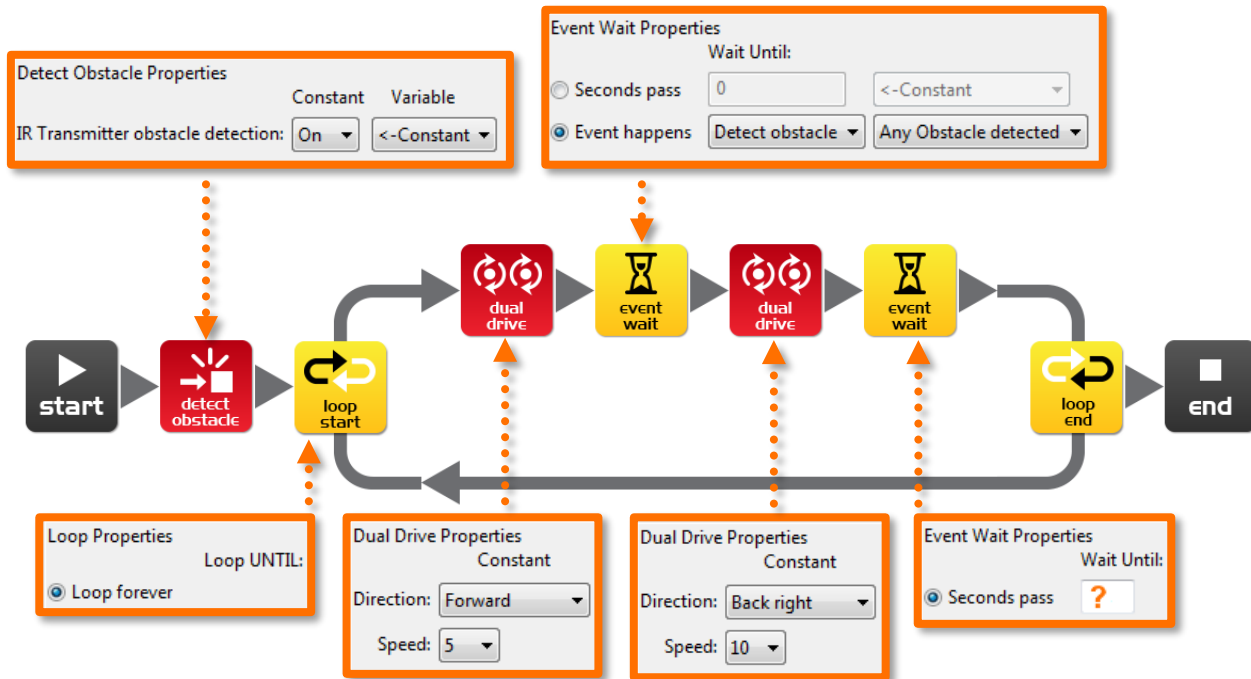 Detect Obstacle Properties
Constant Variable
IR Transmitter obstacle detection: On <-Constant
Event Wait Properties
Wait Until:
Seconds pass 0 <-Constant
Event happens Detect obstacle Any Obstacle detected
start
detect
obstacle
loop
start
dual
drive
event
wait
dual
drive
event
wait
loop
end
end
Loop Properties
Loop UNTIL:
Loop forever
Dual Drive Properties
Constant
Direction: Forward
Speed: 5
Dual Drive Properties
Constant
Direction: Back right
Speed: 10
Event Wait Properties
Wait Until:
Seconds pass ?